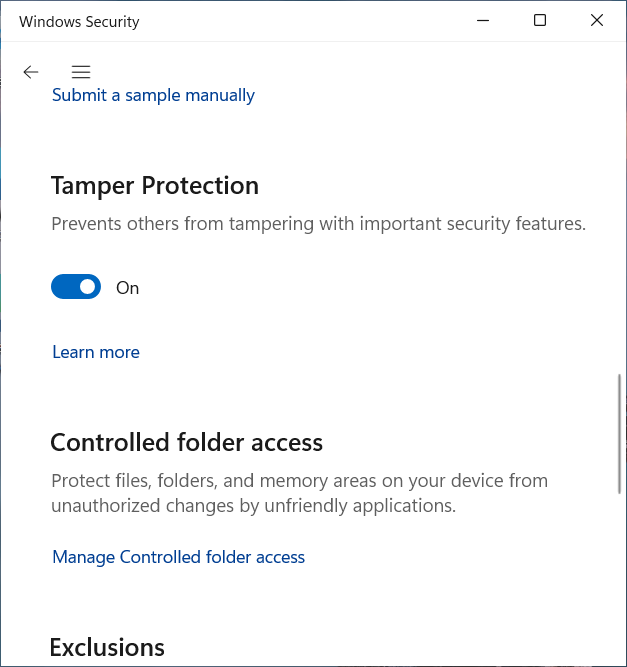 Windows Security
Submit a sample manually
Tamper Protection
Prevents others from tampering with important security features.
On
Learn more
Controlled folder access
Protect files, folders, and memory areas on your device from
unauthorized changes by unfriendly applications.
Manage Controlled folder access
Exclusions